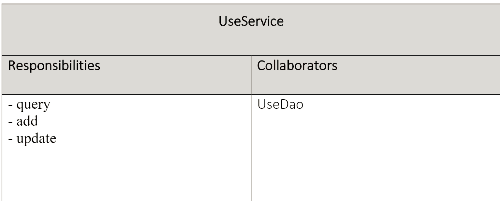 UseService
Responsibilities
Collaborators
- query
- add
- update
UseDao